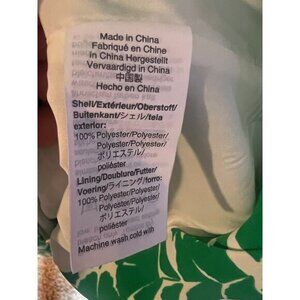 Made in China
Fabriqué en Chine
in China Hergestellt
Vervaardigd in China
中国製
Hecho en China
Shell/Extérieur/Oberstoff/
Buitenkant/シェル/tela
exterior:
100% Polyester/Polyester/
Polyester/Polyester/
ポリエステル/
poliéster
Lining/Doublure/Futter/
Voering/ライニング/forro:
100% Polyester/Polyester/
Polyester/Polyester/
ポリエステル/
poliéster
Machine wash cold with